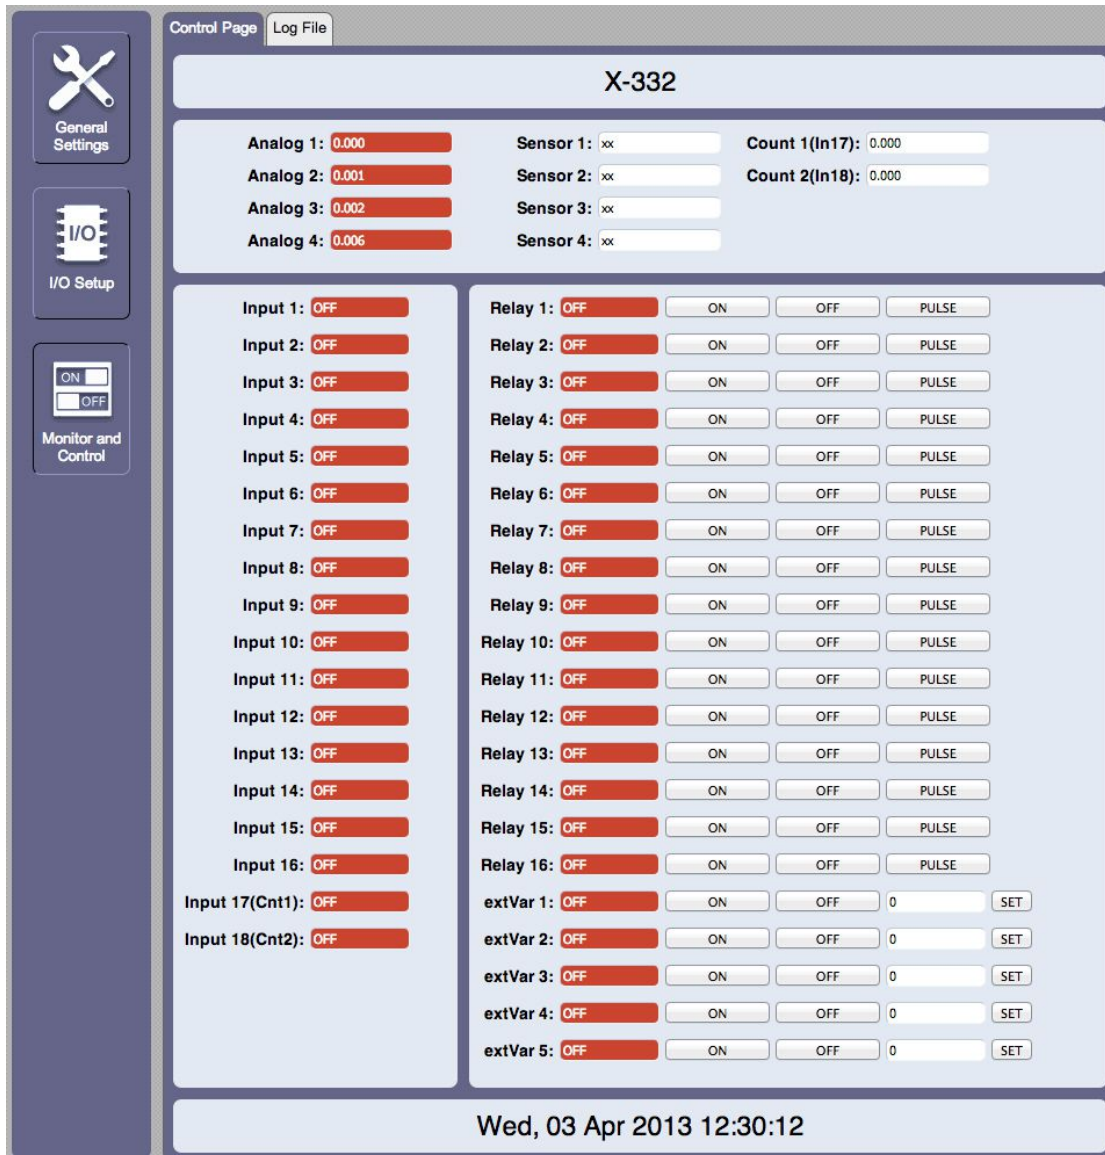 Control Page Log File
General
Settings
I/O
I/O Setup
ON
OFF
Monitor and
Control
X-332
Analog 1: 0.000 Sensor 1: xx Count 1(In17): 0.000
Analog 2: 0.001 Sensor 2: xx Count 2(In18): 0.000
Analog 3: 0.002 Sensor 3: xx
Analog 4: 0.006 Sensor 4: xx
Input 1: OFF
Input 2: OFF
Input 3: OFF
Input 4: OFF
Input 5: OFF
Input 6: OFF
Input 7: OFF
Input 8: OFF
Input 9: OFF
Input 10: OFF
Input 11: OFF
Input 12: OFF
Input 13: OFF
Input 14: OFF
Input 15: OFF
Input 16: OFF
Input 17(Cnt1): OFF
Input 18(Cnt2): OFF
Relay 1: OFF ON OFF PULSE
Relay 2: OFF ON OFF PULSE
Relay 3: OFF ON OFF PULSE
Relay 4: OFF ON OFF PULSE
Relay 5: OFF ON OFF PULSE
Relay 6: OFF ON OFF PULSE
Relay 7: OFF ON OFF PULSE
Relay 8: OFF ON OFF PULSE
Relay 9: OFF ON OFF PULSE
Relay 10: OFF ON OFF PULSE
Relay 11: OFF ON OFF PULSE
Relay 12: OFF ON OFF PULSE
Relay 13: OFF ON OFF PULSE
Relay 14: OFF ON OFF PULSE
Relay 15: OFF ON OFF PULSE
Relay 16: OFF ON OFF PULSE
extVar 1: OFF ON OFF 0 SET
extVar 2: OFF ON OFF 0 SET
extVar 3: OFF ON OFF 0 SET
extVar 4: OFF ON OFF 0 SET
extVar 5: OFF ON OFF 0 SET
Wed, 03 Apr 2013 12:30:12